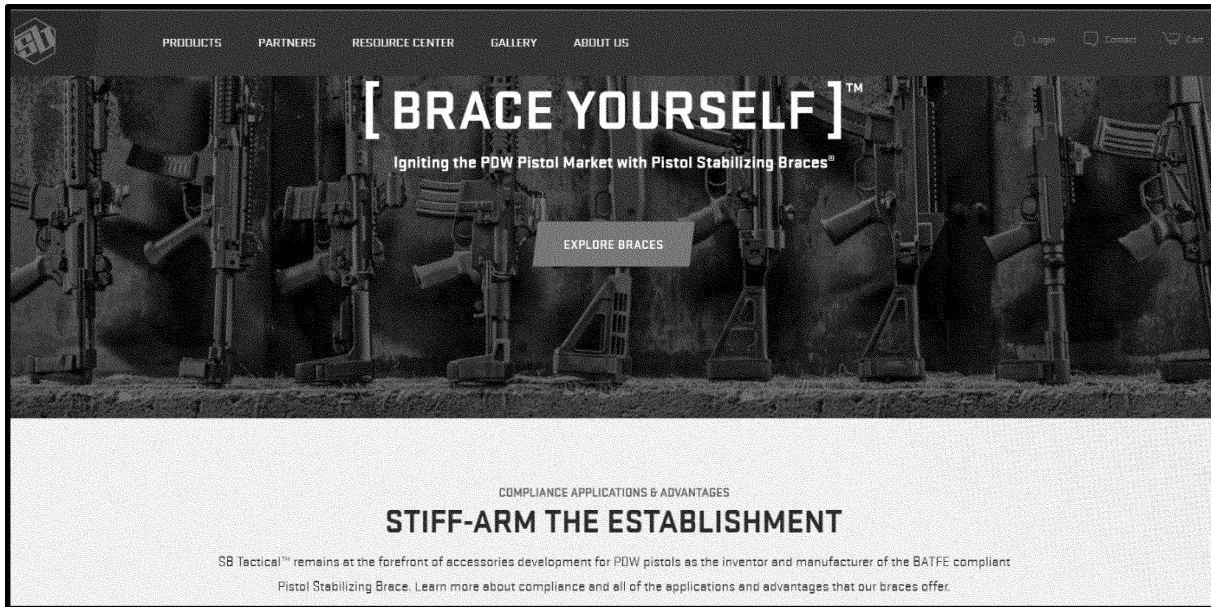 SB
PRODUCTS PARTNERS RESOURCE CENTER GALLERY ABOUT US Login Contact Cart
[ BRACE YOURSELF ]™
Igniting the PDW Pistol Market with Pistol Stabilizing Braces®
EXPLORE BRACES
COMPLIANCE APPLICATIONS & ADVANTAGES
STIFF-ARM THE ESTABLISHMENT
SB Tactical™ remains at the forefront of accessories development for PDW pistols as the inventor and manufacturer of the BATFE compliant
Pistol Stabilizing Brace. Learn more about compliance and all of the applications and advantages that our braces offer.